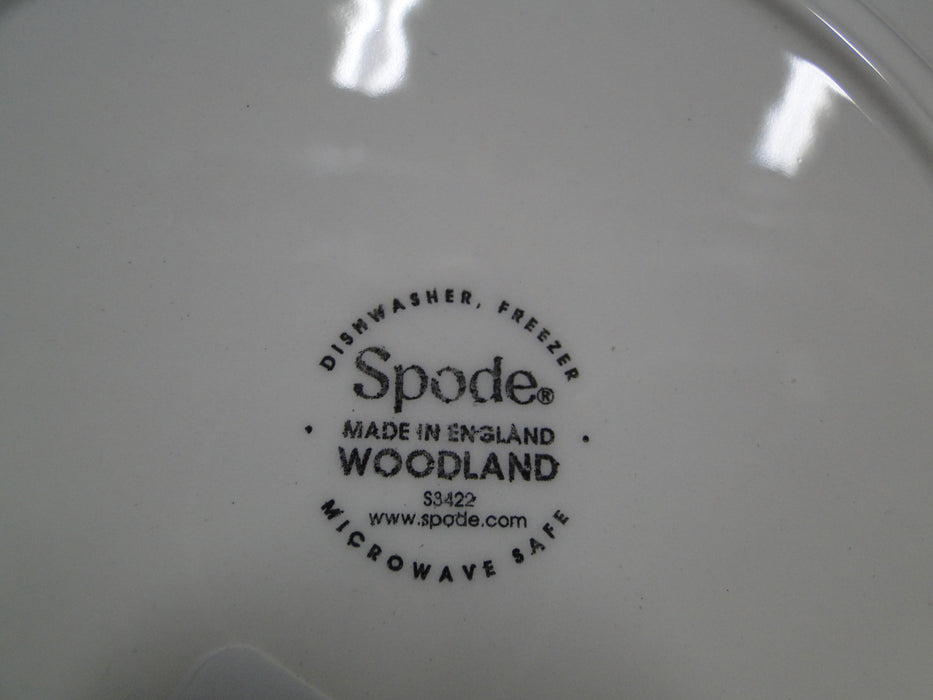 DISHWASHER, FREEZER
Spode®
MADE IN ENGLAND
WOODLAND
S3422
www.spode.com
MICROWAVE SAFE